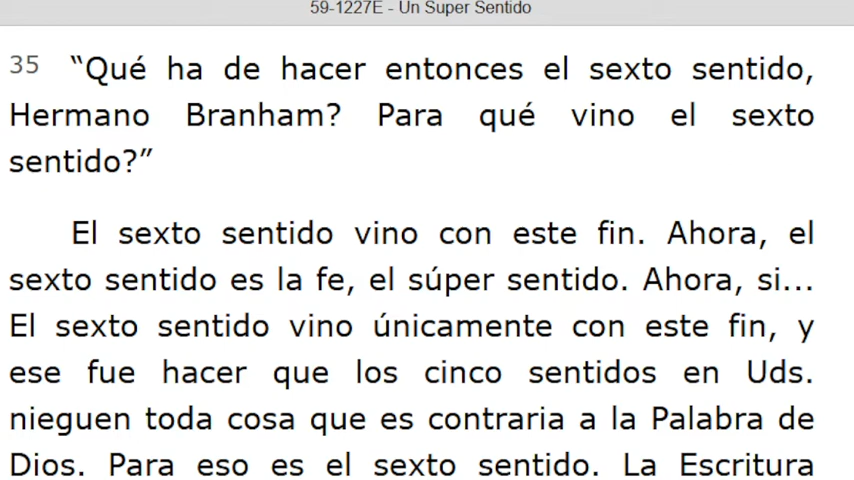 59-1227E - Un Super Sentido
35 “Qué ha de hacer entonces el sexto sentido,
Hermano Branham? Para qué vino el sexto
sentido?”
El sexto sentido vino con este fin. Ahora, el
sexto sentido es la fe, el súper sentido. Ahora, si...
El sexto sentido vino únicamente con este fin, y
ese fue hacer que los cinco sentidos en Uds.
nieguen toda cosa que es contraria a la Palabra de
Dios. Para eso es el sexto sentido. La Escritura